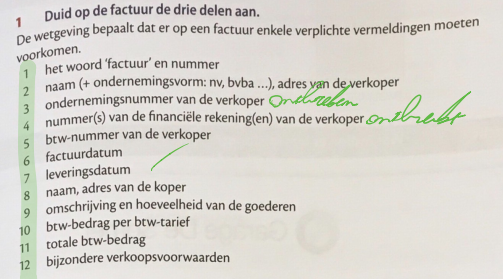 1 Duid op de factuur de drie delen aan.
De wetgeving bepaalt dat er op een factuur enkele verplichte vermeldingen moeten
voorkomen.
1 het woord 'factuur' en nummer
2 naam (+ ondernemingsvorm: nv, bvba ...), adres van de verkoper
3 ondernemingsnummer van de verkoper ontbreken
4 nummer(s) van de financiële rekening(en) van de verkoper ontbreekt
5 btw-nummer van de verkoper
6 factuurdatum
7 leveringsdatum
8 naam, adres van de koper
9 omschrijving en hoeveelheid van de goederen
10 btw-bedrag per btw-tarief
11 totale btw-bedrag
12 bijzondere verkoopsvoorwaarden